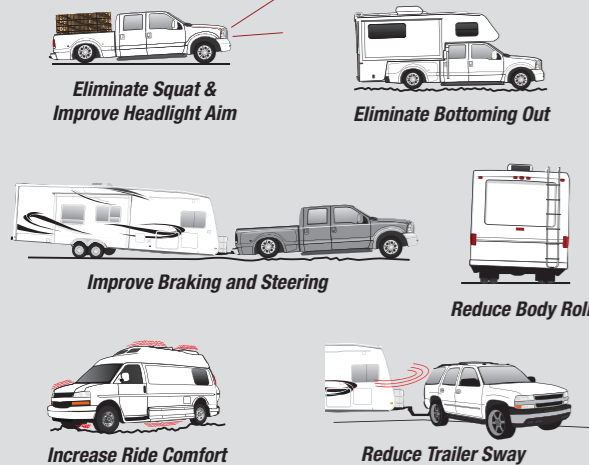 Eliminate Squat &
Improve Headlight Aim
Eliminate Bottoming Out
Improve Braking and Steering
Reduce Body Roll
Increase Ride Comfort
Reduce Trailer Sway